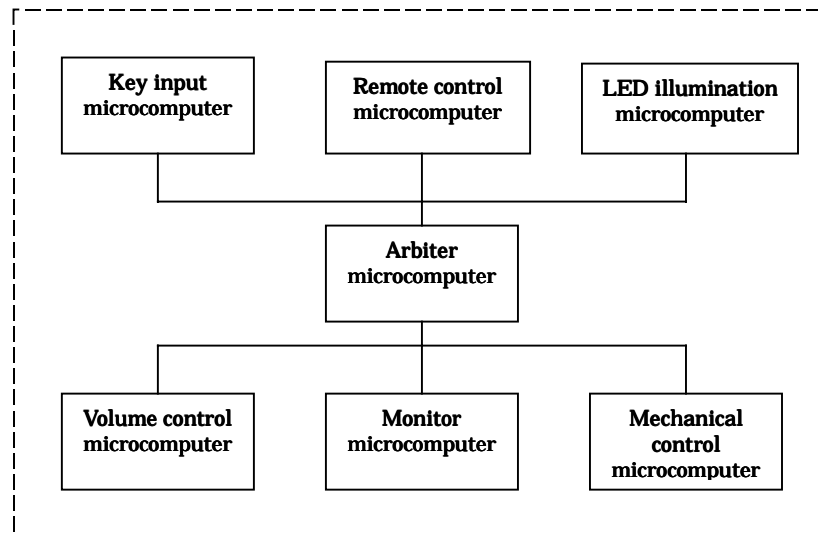 Key input
microcomputer
Remote control
microcomputer
LED illumination
microcomputer
Arbiter
microcomputer
Volume control
microcomputer
Monitor
microcomputer
Mechanical
control
microcomputer